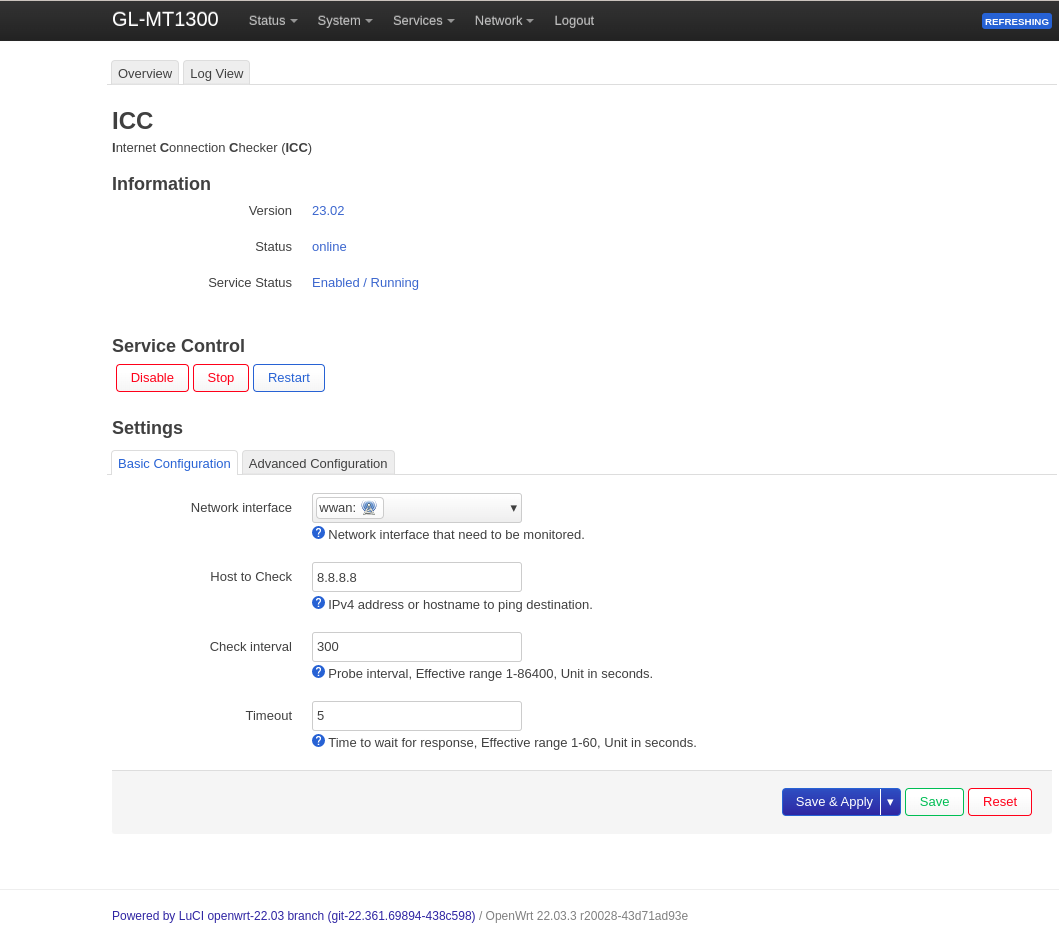 GL-MT1300 Status System Services Network Logout REFRESHING
Overview Log View
ICC
Internet Connection Checker (ICC)
Information
Version 23.02
Status online
Service Status Enabled / Running
Service Control
Disable Stop Restart
Settings
Basic Configuration Advanced Configuration
Network interface wwan: ▾
? Network interface that need to be monitored.
Host to Check 8.8.8.8
? IPv4 address or hostname to ping destination.
Check interval 300
? Probe interval, Effective range 1-86400, Unit in seconds.
Timeout 5
? Time to wait for response, Effective range 1-60, Unit in seconds.
Save & Apply ▾ Save Reset
Powered by LuCI openwrt-22.03 branch (git-22.361.69894-438c598) / OpenWrt 22.03.3 r20028-43d71ad93e